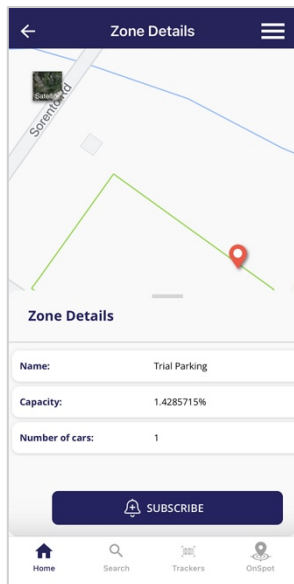 Zone Details
Satellite
Sorento Rd
Zone Details
Name: Trial Parking
Capacity: 1.4285715%
Number of cars: 1
SUBSCRIBE
Home Search Trackers OnSpot